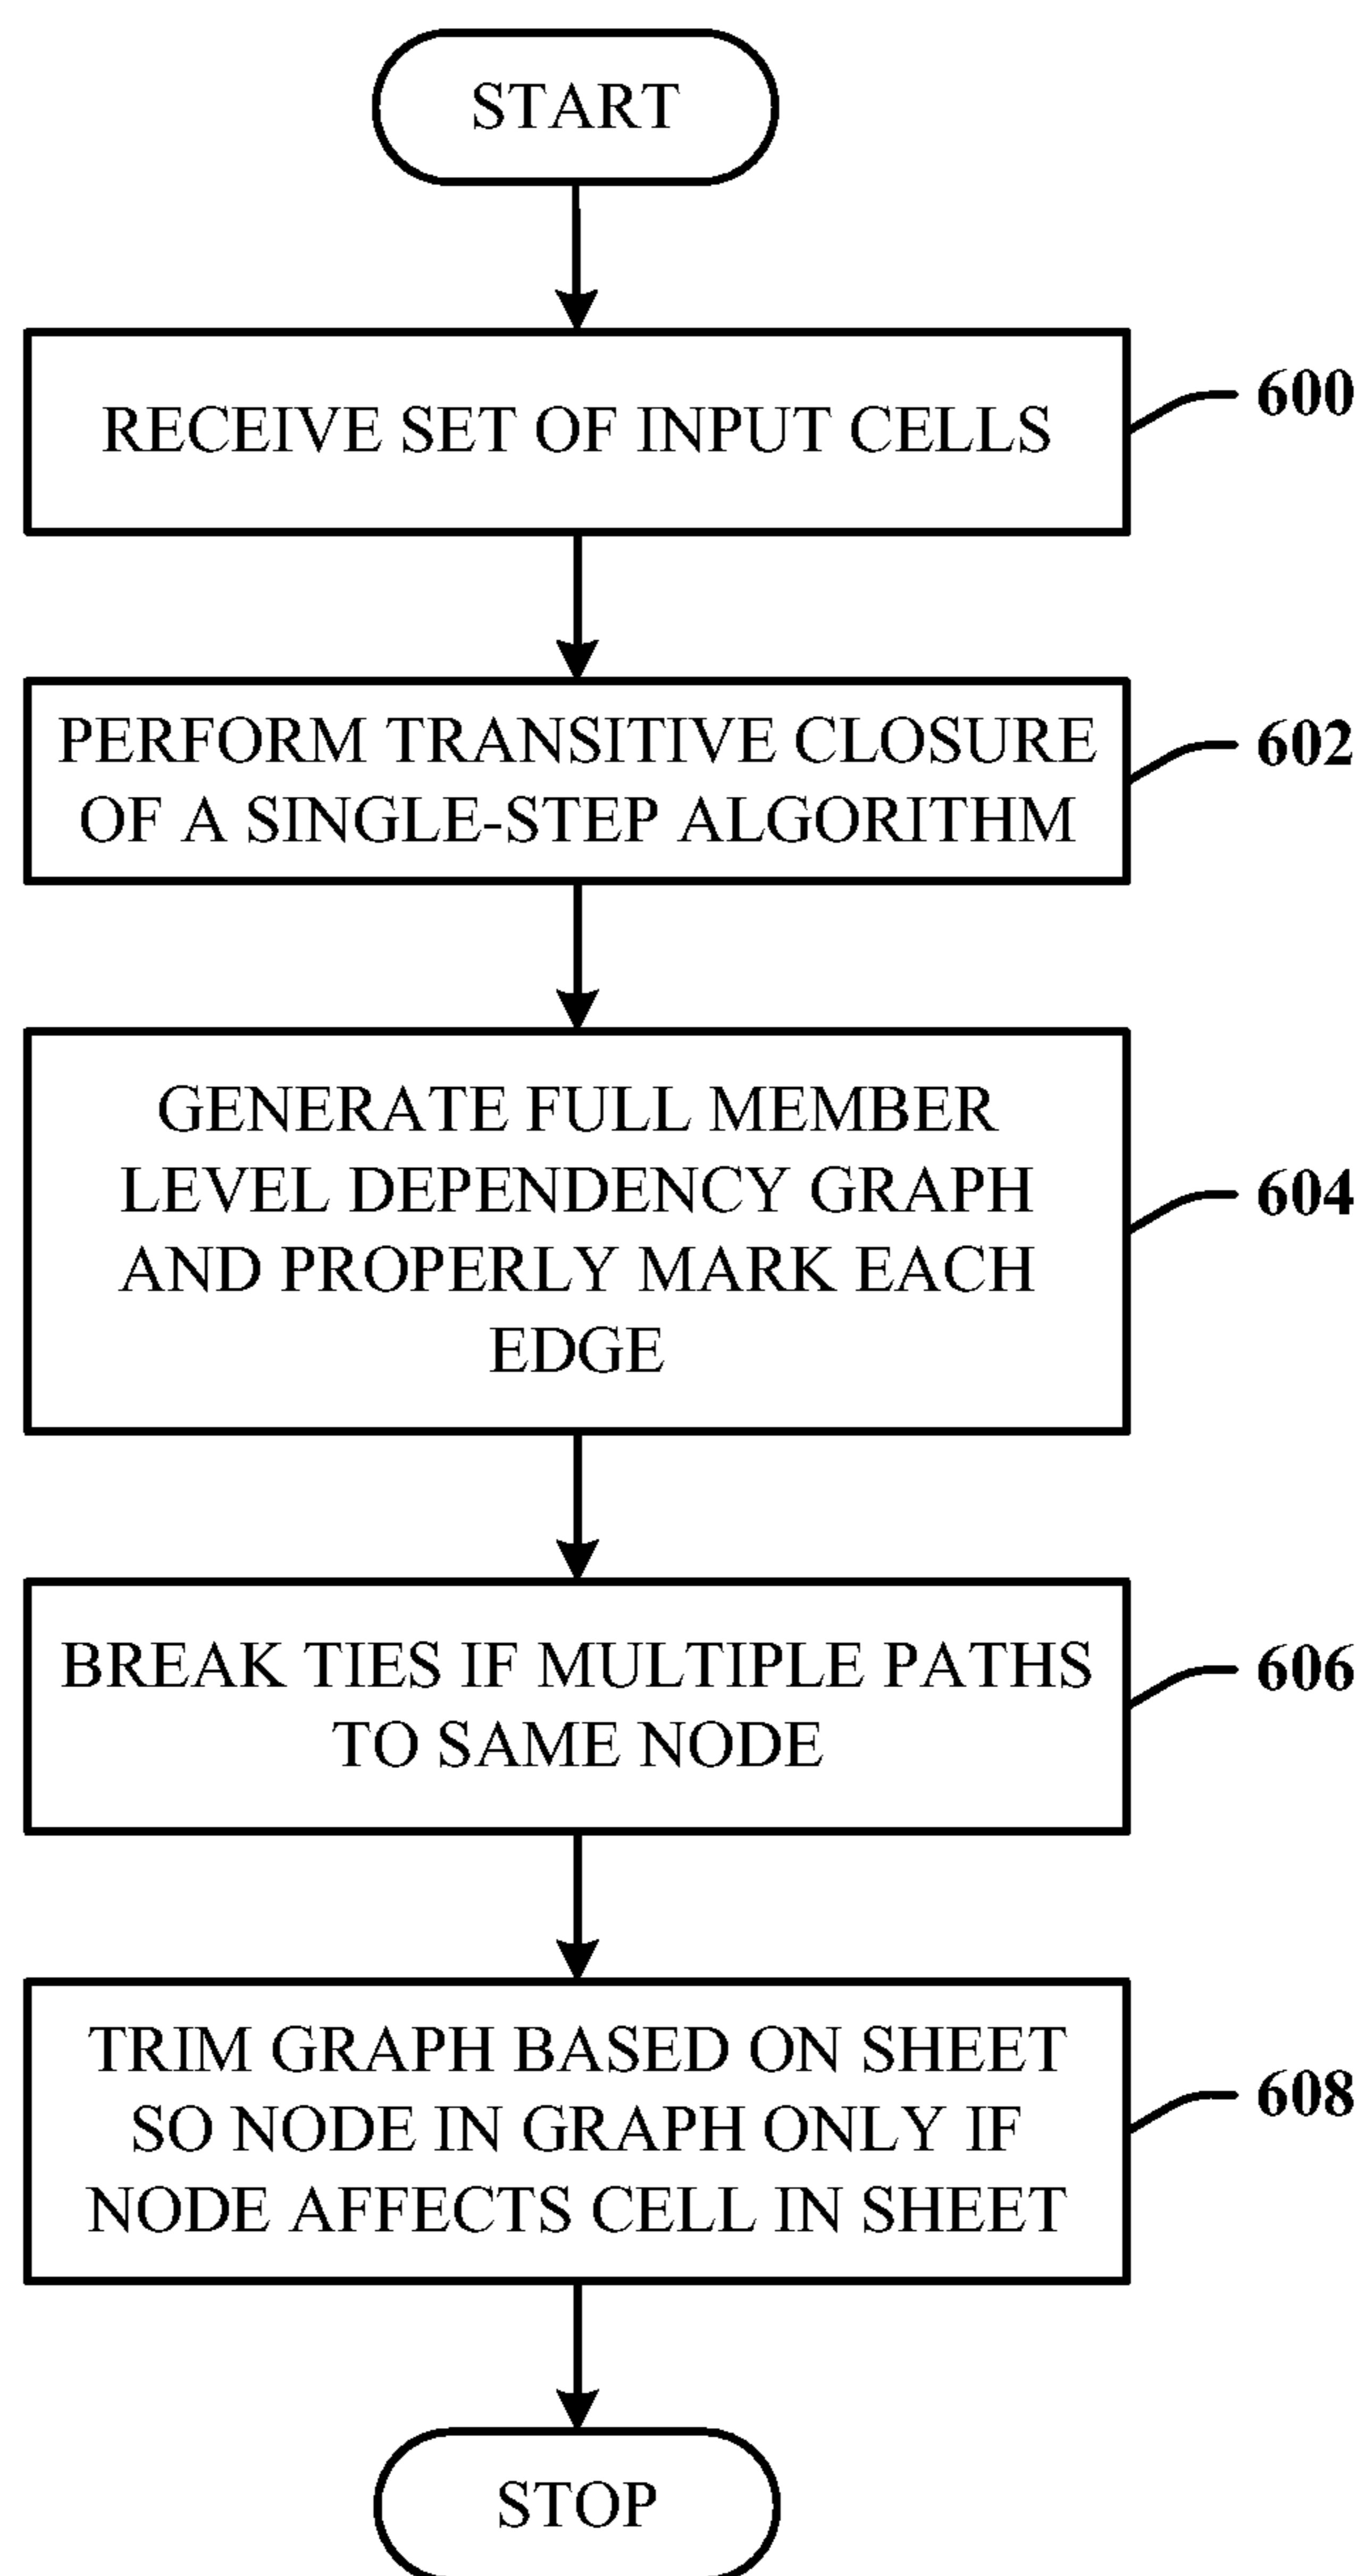 START
RECEIVE SET OF INPUT CELLS
600
PERFORM TRANSITIVE CLOSURE
OF A SINGLE-STEP ALGORITHM
602
GENERATE FULL MEMBER
LEVEL DEPENDENCY GRAPH
AND PROPERLY MARK EACH
EDGE
604
BREAK TIES IF MULTIPLE PATHS
TO SAME NODE
606
TRIM GRAPH BASED ON SHEET
SO NODE IN GRAPH ONLY IF
NODE AFFECTS CELL IN SHEET
608
STOP